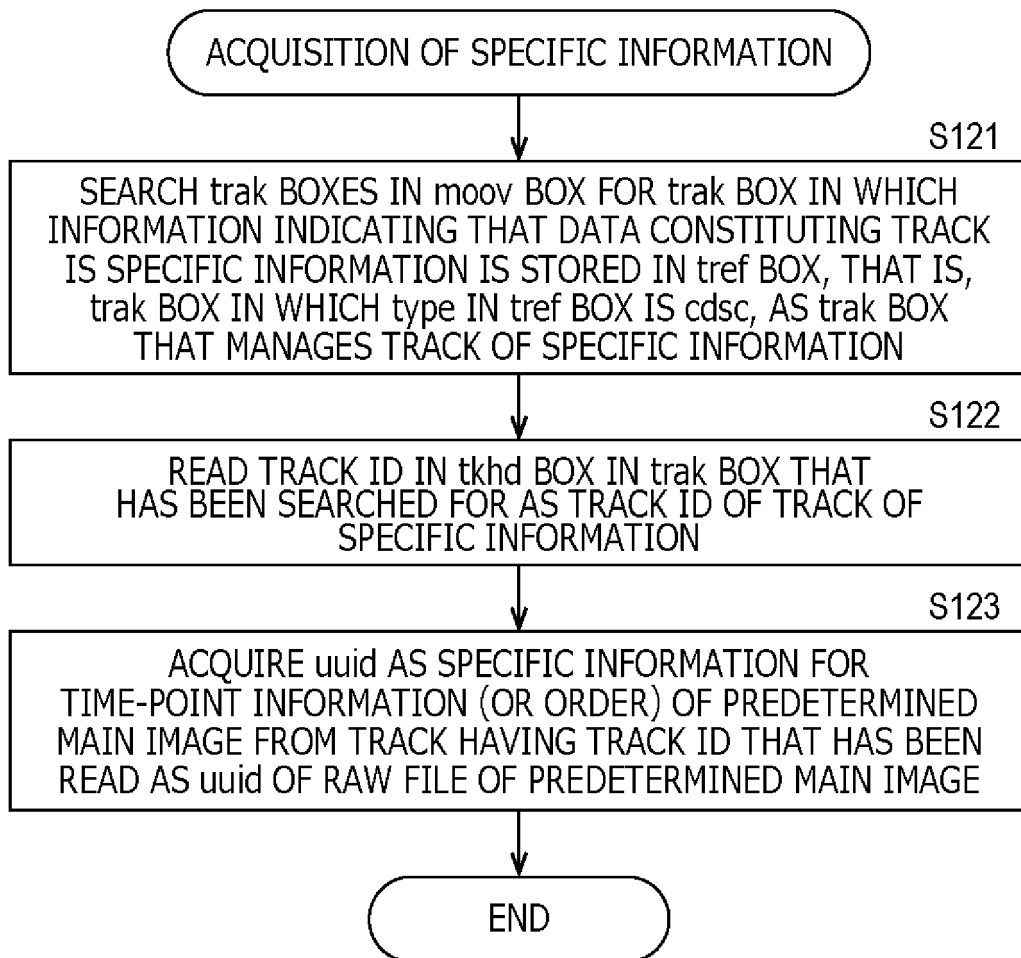 ACQUISITION OF SPECIFIC INFORMATION
S121
SEARCH trak BOXES IN moov BOX FOR trak BOX IN WHICH
INFORMATION INDICATING THAT DATA CONSTITUTING TRACK
IS SPECIFIC INFORMATION IS STORED IN tref BOX, THAT IS,
trak BOX IN WHICH type IN tref BOX IS cdsc, AS trak BOX
THAT MANAGES TRACK OF SPECIFIC INFORMATION
S122
READ TRACK ID IN tkhd BOX IN trak BOX THAT
HAS BEEN SEARCHED FOR AS TRACK ID OF TRACK OF
SPECIFIC INFORMATION
S123
ACQUIRE uuid AS SPECIFIC INFORMATION FOR
TIME-POINT INFORMATION (OR ORDER) OF PREDETERMINED
MAIN IMAGE FROM TRACK HAVING TRACK ID THAT HAS BEEN
READ AS uuid OF RAW FILE OF PREDETERMINED MAIN IMAGE
END